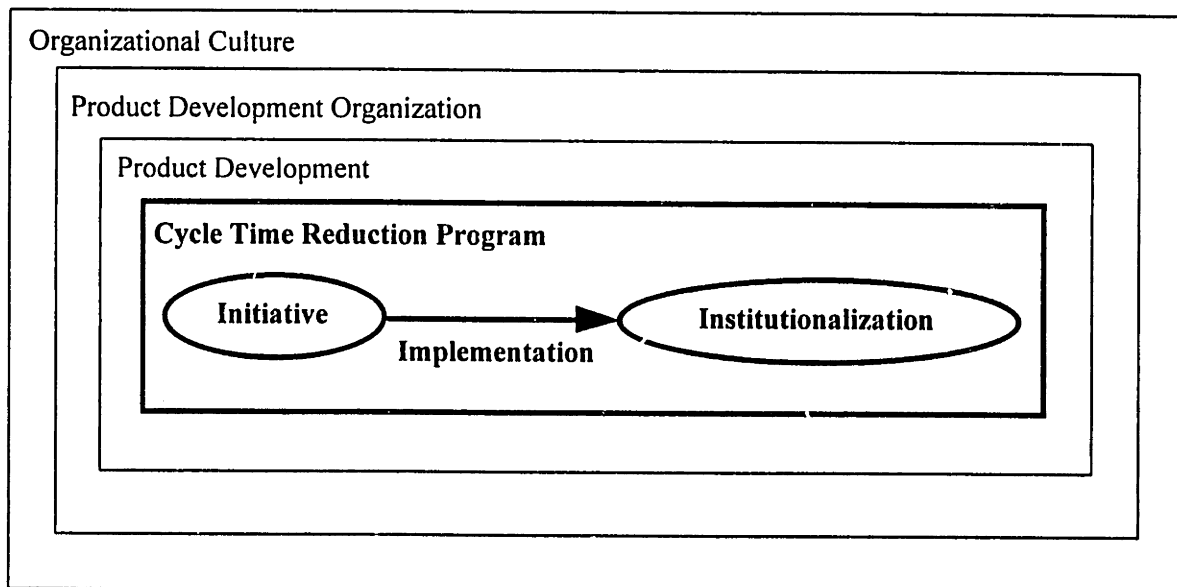 Organizational Culture
Product Development Organization
Product Development
Cycle Time Reduction Program
Initiative
Implementation
Institutionalization